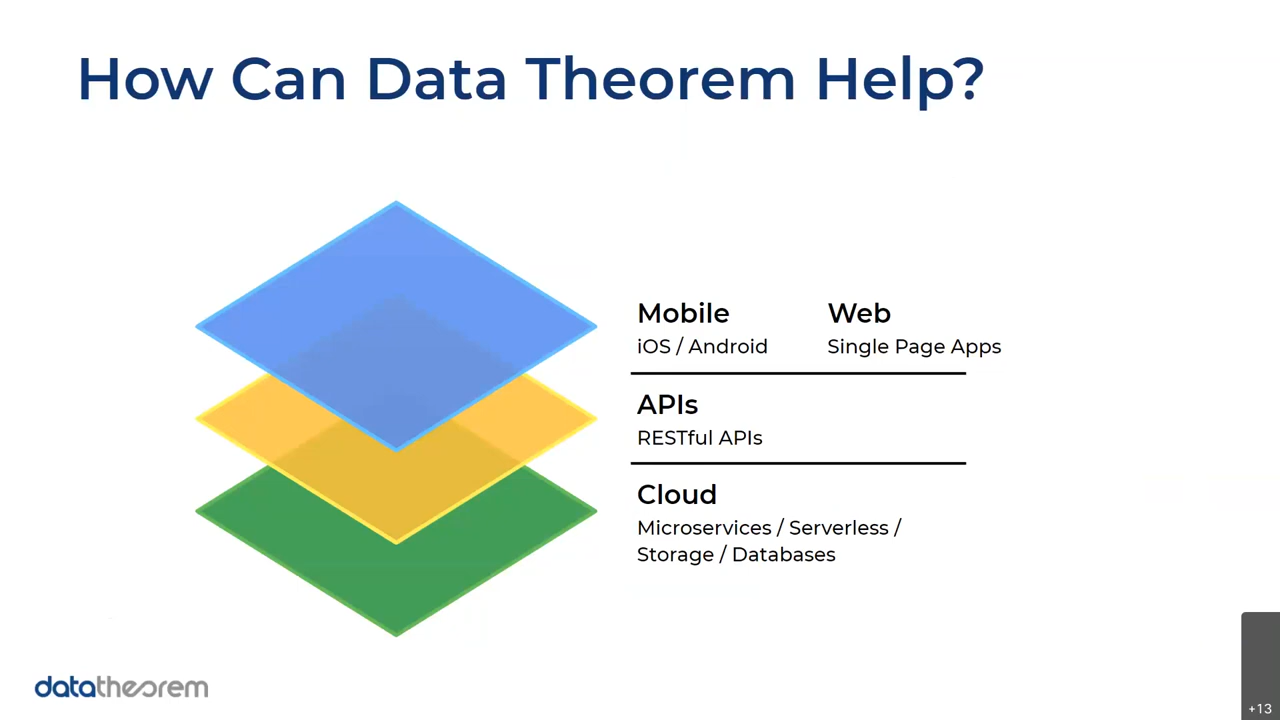 How Can Data Theorem Help?
Mobile
iOS / Android
Web
Single Page Apps
APIs
RESTful APIs
Cloud
Microservices / Serverless /
Storage / Databases
datatheorem
+13